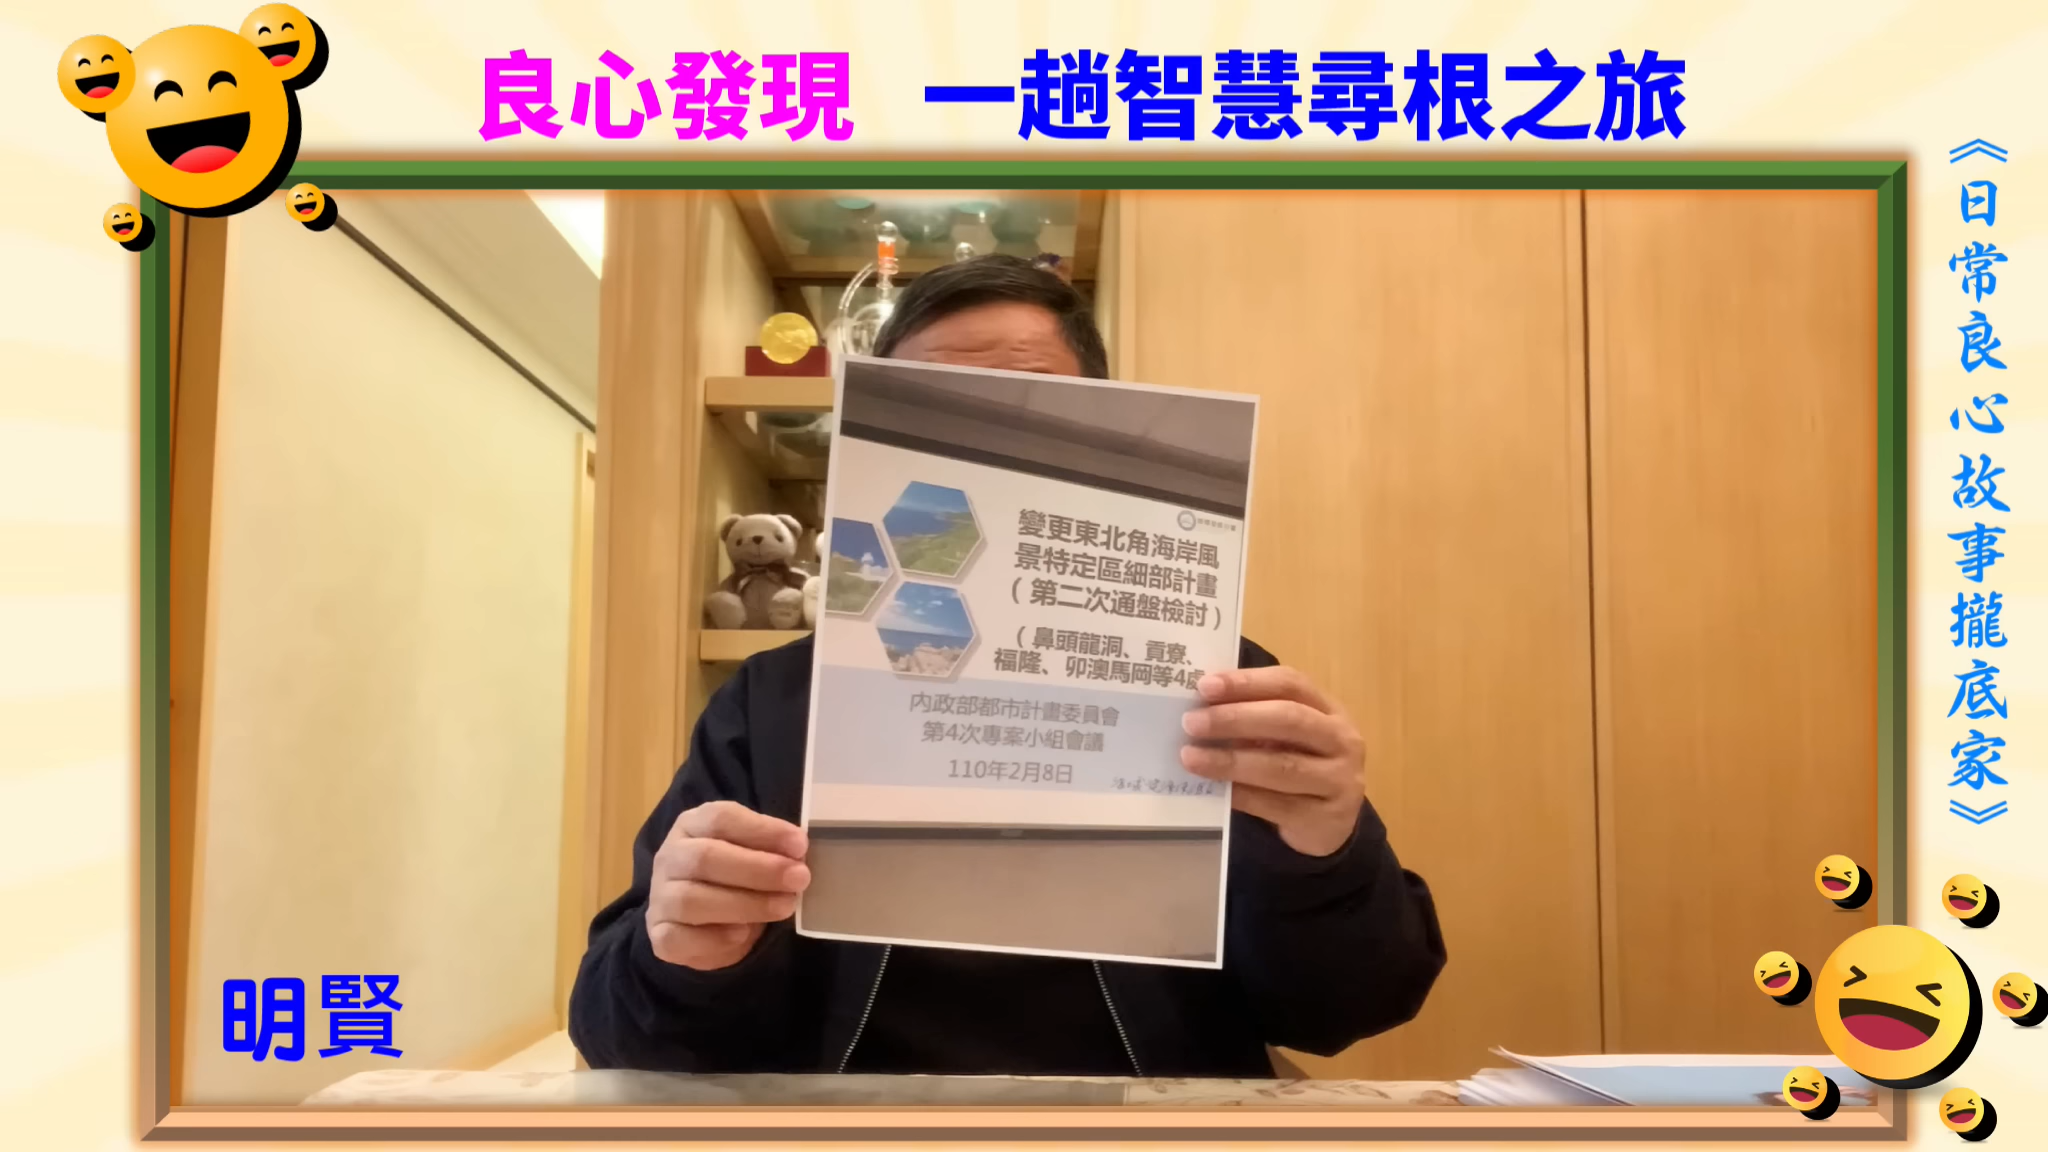 良心發現 一趟智慧尋根之旅
《日常良心故事攏底家》
變更東北角海岸風
景特定區細部計畫
（第二次通盤檢討）
（鼻頭龍洞、貢寮、
福隆、卯澳馬岡等4處
內政部都市計畫委員會
第4次專案小組會議
110年2月8日
明賢